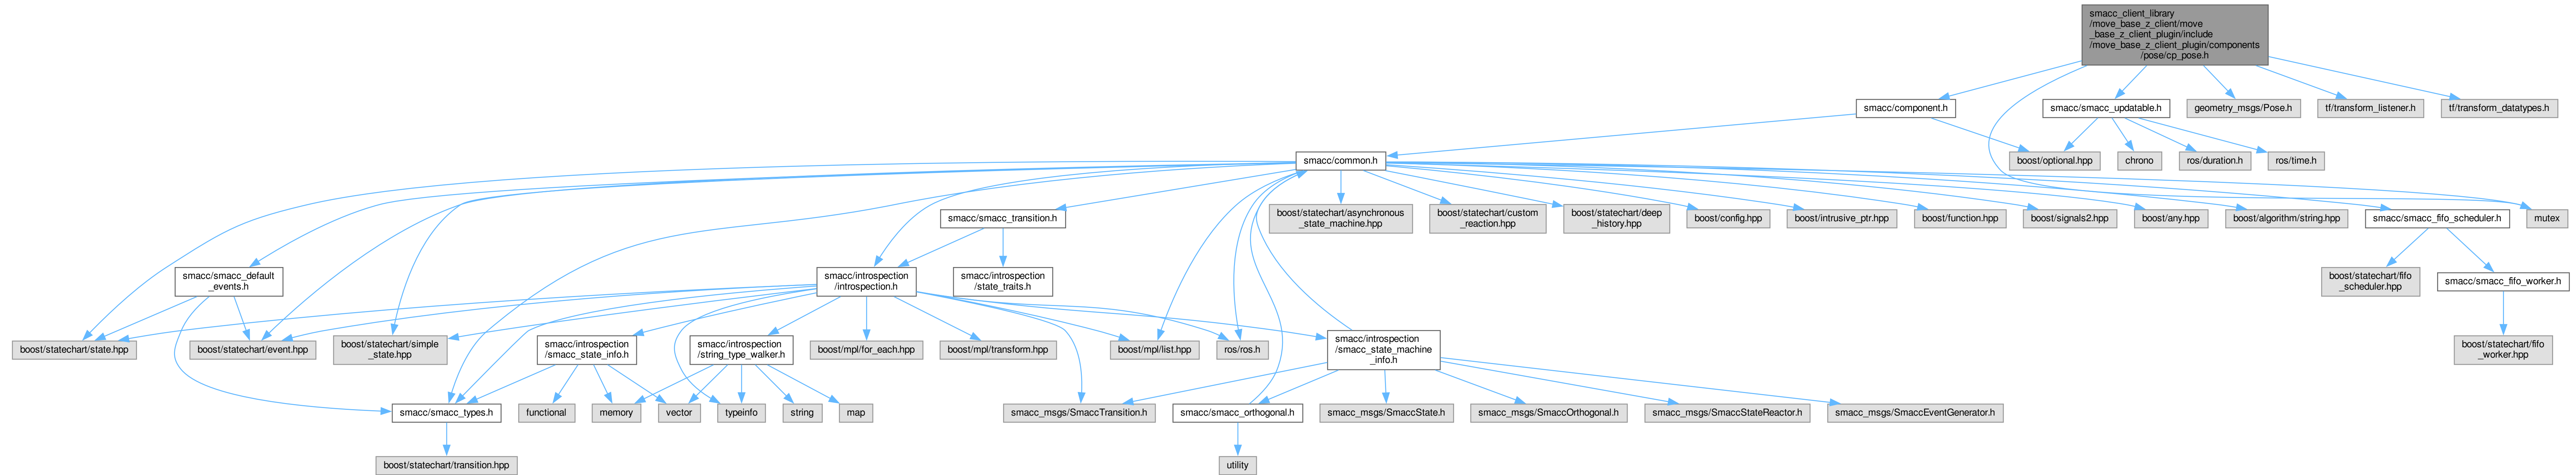 smacc_client_library
/move_base_z_client/move
_base_z_client_plugin/include
/move_base_z_client_plugin/components
/pose/cp_pose.h
smacc/component.h
smacc/smacc_updatable.h
geometry_msgs/Pose.h
tf/transform_listener.h
tf/transform_datatypes.h
smacc/common.h
boost/optional.hpp
chrono
ros/duration.h
ros/time.h
smacc/smacc_transition.h
boost/statechart/asynchronous
_state_machine.hpp
boost/statechart/custom
_reaction.hpp
boost/statechart/deep
_history.hpp
boost/config.hpp
boost/intrusive_ptr.hpp
boost/function.hpp
boost/signals2.hpp
boost/any.hpp
boost/algorithm/string.hpp
smacc/smacc_fifo_scheduler.h
mutex
smacc/smacc_default
_events.h
smacc/introspection
/introspection.h
smacc/introspection
/state_traits.h
boost/statechart/fifo
_scheduler.hpp
smacc/smacc_fifo_worker.h
boost/statechart/state.hpp
boost/statechart/event.hpp
boost/statechart/simple
_state.hpp
smacc/introspection
/smacc_state_info.h
smacc/introspection
/string_type_walker.h
boost/mpl/for_each.hpp
boost/mpl/transform.hpp
boost/mpl/list.hpp
ros/ros.h
smacc/introspection
/smacc_state_machine
_info.h
boost/statechart/fifo
_worker.hpp
smacc/smacc_types.h
functional
memory
vector
typeinfo
string
map
smacc_msgs/SmaccTransition.h
smacc/smacc_orthogonal.h
smacc_msgs/SmaccState.h
smacc_msgs/SmaccOrthogonal.h
smacc_msgs/SmaccStateReactor.h
smacc_msgs/SmaccEventGenerator.h
boost/statechart/transition.hpp
utility